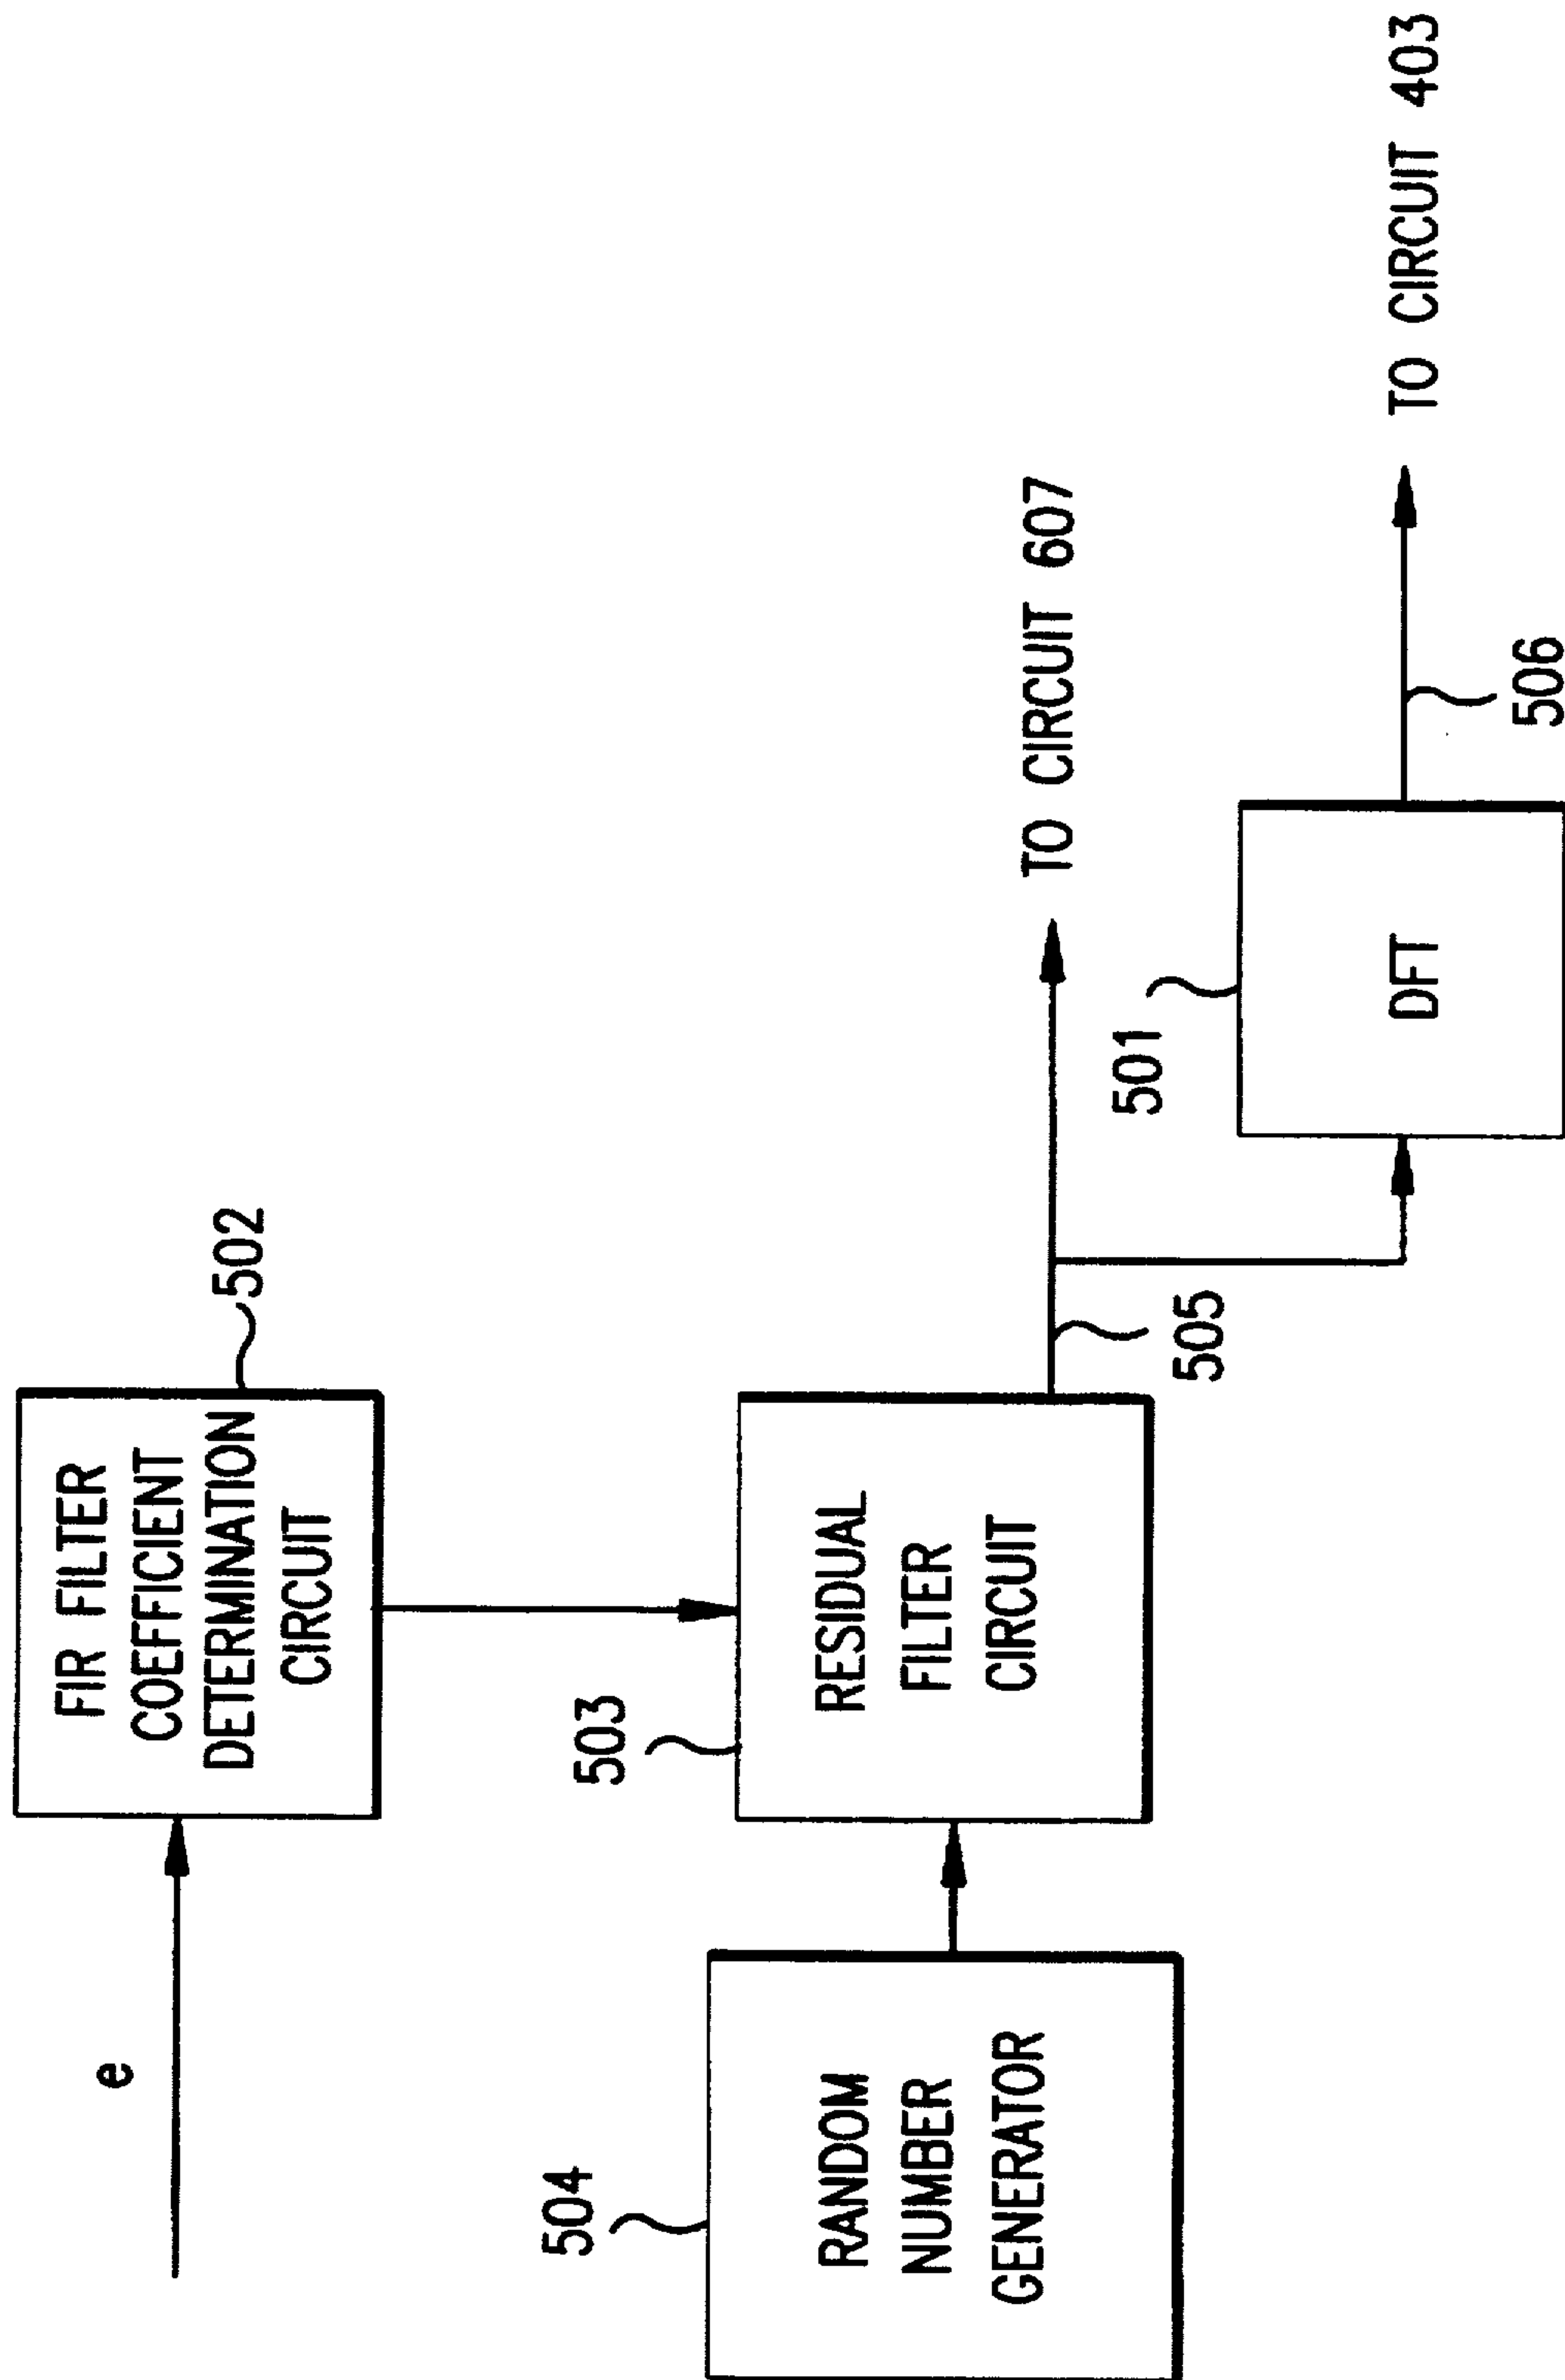 e
FIR FILTER
COEFFICIENT
DETERMINATION
CIRCUIT
502
504
RANDOM
NUMBER
GENERATOR
503
RESIDUAL
FILTER
CIRCUIT
505
TO CIRCUIT 607
501
DFT
506
TO CIRCUIT 403